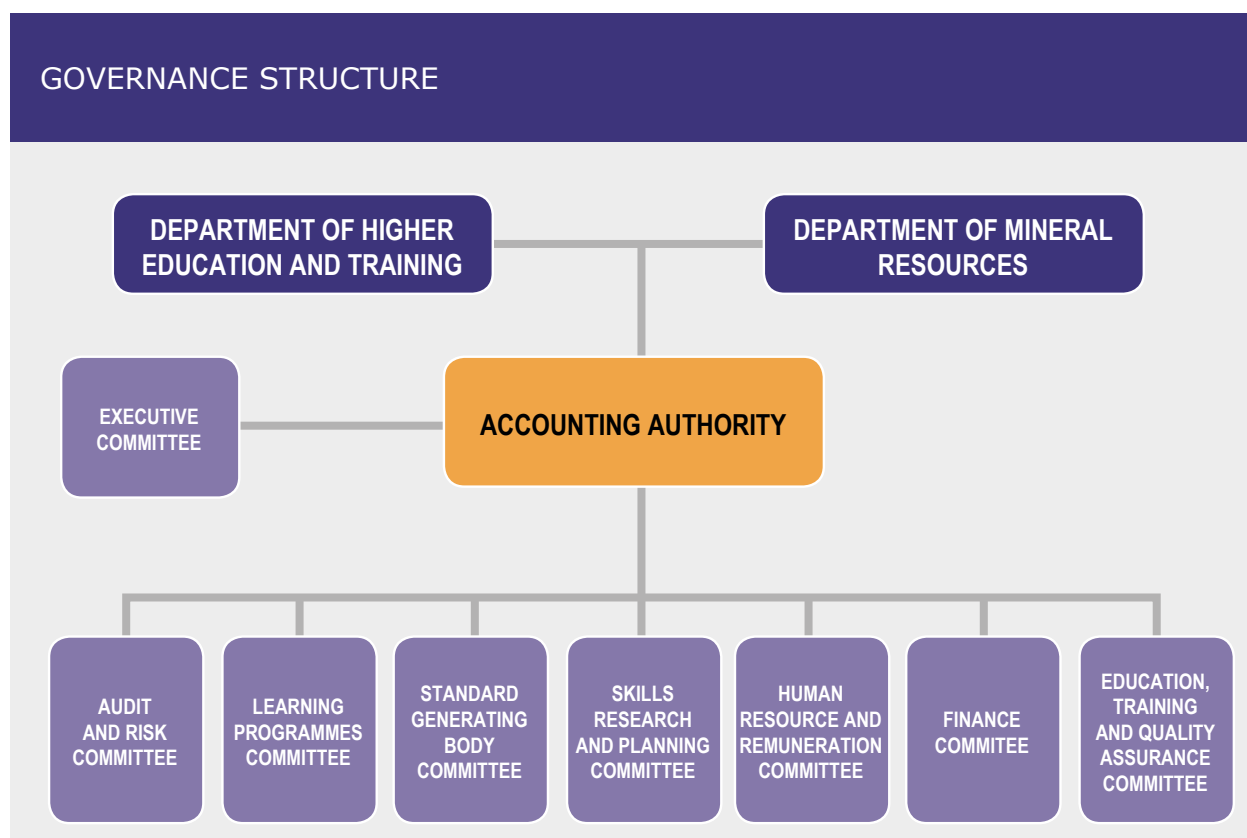 GOVERNANCE STRUCTURE
DEPARTMENT OF HIGHER
EDUCATION AND TRAINING
DEPARTMENT OF MINERAL
RESOURCES
EXECUTIVE
COMMITTEE
ACCOUNTING AUTHORITY
AUDIT
AND RISK
COMMITTEE
LEARNING
PROGRAMMES
COMMITTEE
STANDARD
GENERATING
BODY
COMMITTEE
SKILLS
RESEARCH
AND PLANNING
COMMITTEE
HUMAN
RESOURCE AND
REMUNERATION
COMMITTEE
FINANCE
COMMITEE
EDUCATION,
TRAINING
AND QUALITY
ASSURANCE
COMMITTEE